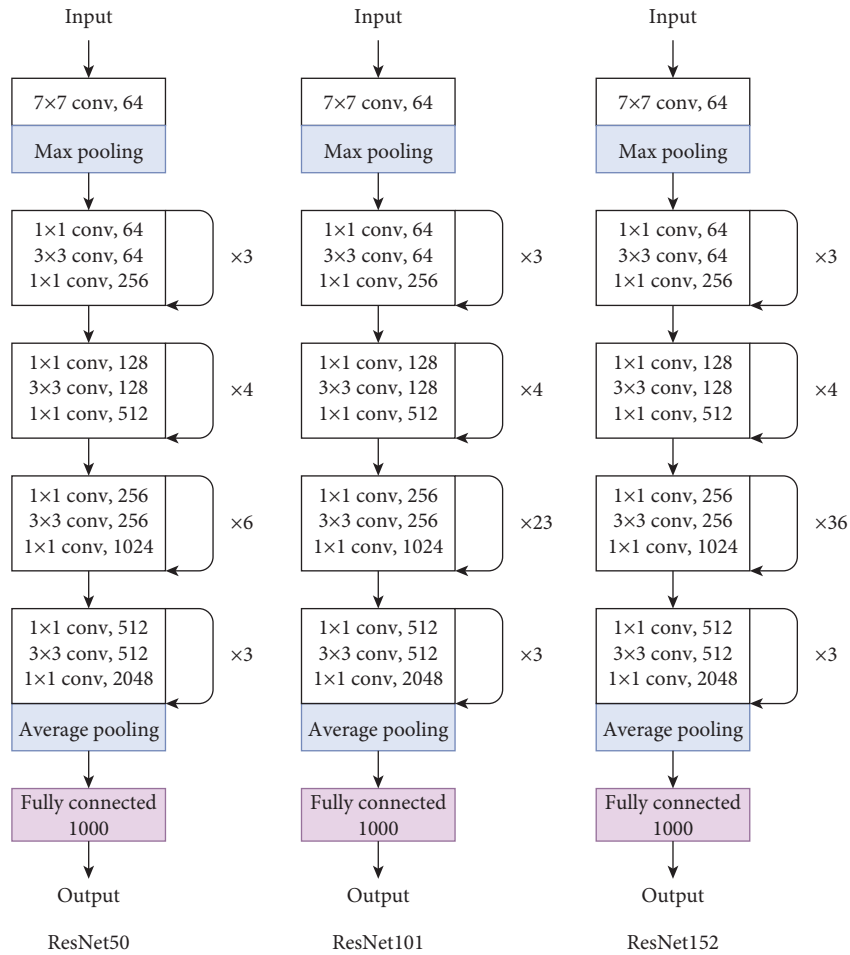 Input
7×7 conv, 64
Max pooling
1×1 conv, 64
3×3 conv, 64
1×1 conv, 256
×3
1×1 conv, 128
3×3 conv, 128
1×1 conv, 512
×4
1×1 conv, 256
3×3 conv, 256
1×1 conv, 1024
×6
1×1 conv, 512
3×3 conv, 512
1×1 conv, 2048
×3
Average pooling
Fully connected
1000
Output
ResNet50
Input
7×7 conv, 64
Max pooling
1×1 conv, 64
3×3 conv, 64
1×1 conv, 256
×3
1×1 conv, 128
3×3 conv, 128
1×1 conv, 512
×4
1×1 conv, 256
3×3 conv, 256
1×1 conv, 1024
×23
1×1 conv, 512
3×3 conv, 512
1×1 conv, 2048
×3
Average pooling
Fully connected
1000
Output
ResNet101
Input
7×7 conv, 64
Max pooling
1×1 conv, 64
3×3 conv, 64
1×1 conv, 256
×3
1×1 conv, 128
3×3 conv, 128
1×1 conv, 512
×4
1×1 conv, 256
3×3 conv, 256
1×1 conv, 1024
×36
1×1 conv, 512
3×3 conv, 512
1×1 conv, 2048
×3
Average pooling
Fully connected
1000
Output
ResNet152